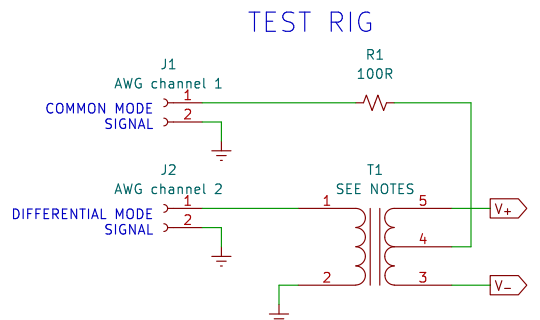 TEST RIG
J1
AWG channel 1
COMMON MODE
SIGNAL
1
2
R1
100R
J2
AWG channel 2
DIFFERENTIAL MODE
SIGNAL
1
2
T1
SEE NOTES
1
2
5
4
3
V+
V-